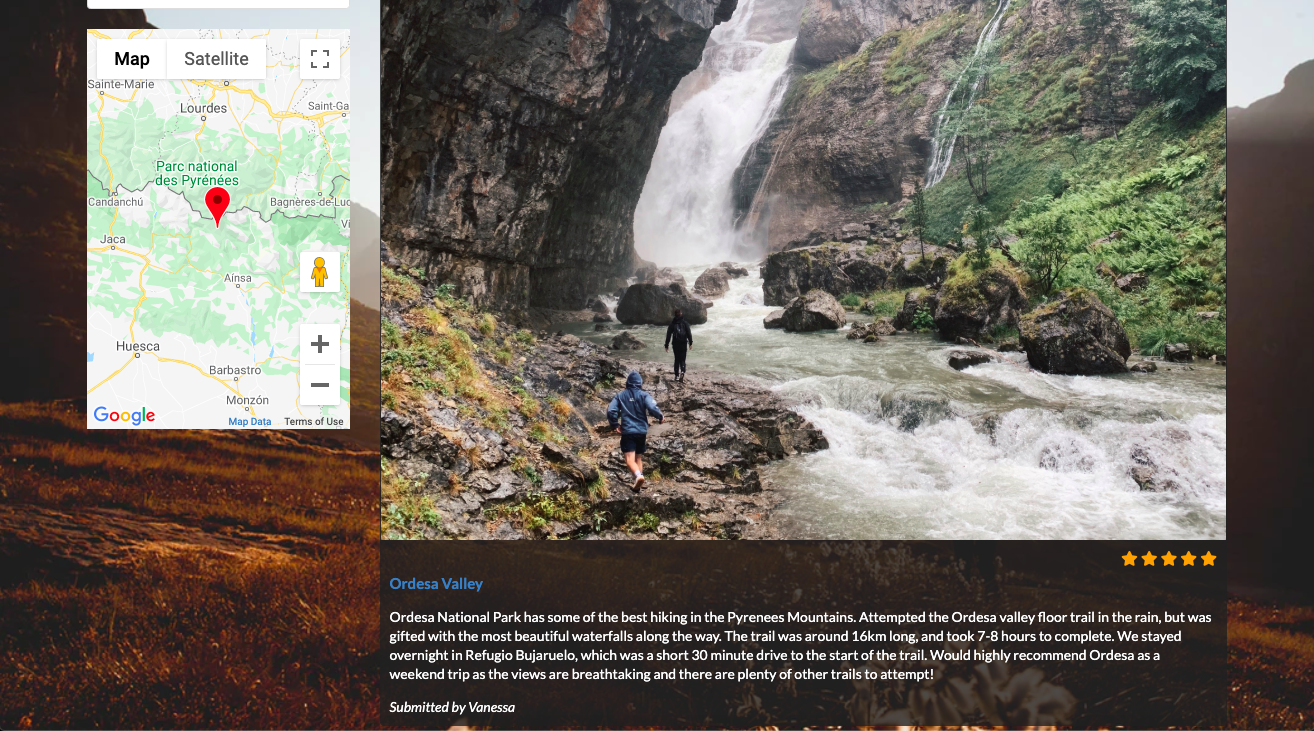 Map
Satellite
Sainte-Marie
Lourdes
Saint-Ga
Parc national
des Pyrénées
Candanchú
Bagnères-de-Luc
Vi
Jaca
Aínsa
Huesca
Barbastro
Monzón
Google
Map Data
Terms of Use
Ordesa Valley
Ordesa National Park has some of the best hiking in the Pyrenees Mountains. Attempted the Ordesa valley floor trail in the rain, but was
gifted with the most beautiful waterfalls along the way. The trail was around 16km long, and took 7-8 hours to complete. We stayed
overnight in Refugio Bujaruelo, which was a short 30 minute drive to the start of the trail. Would highly recommend Ordesa as a
weekend trip as the views are breathtaking and there are plenty of other trails to attempt!
Submitted by Vanessa